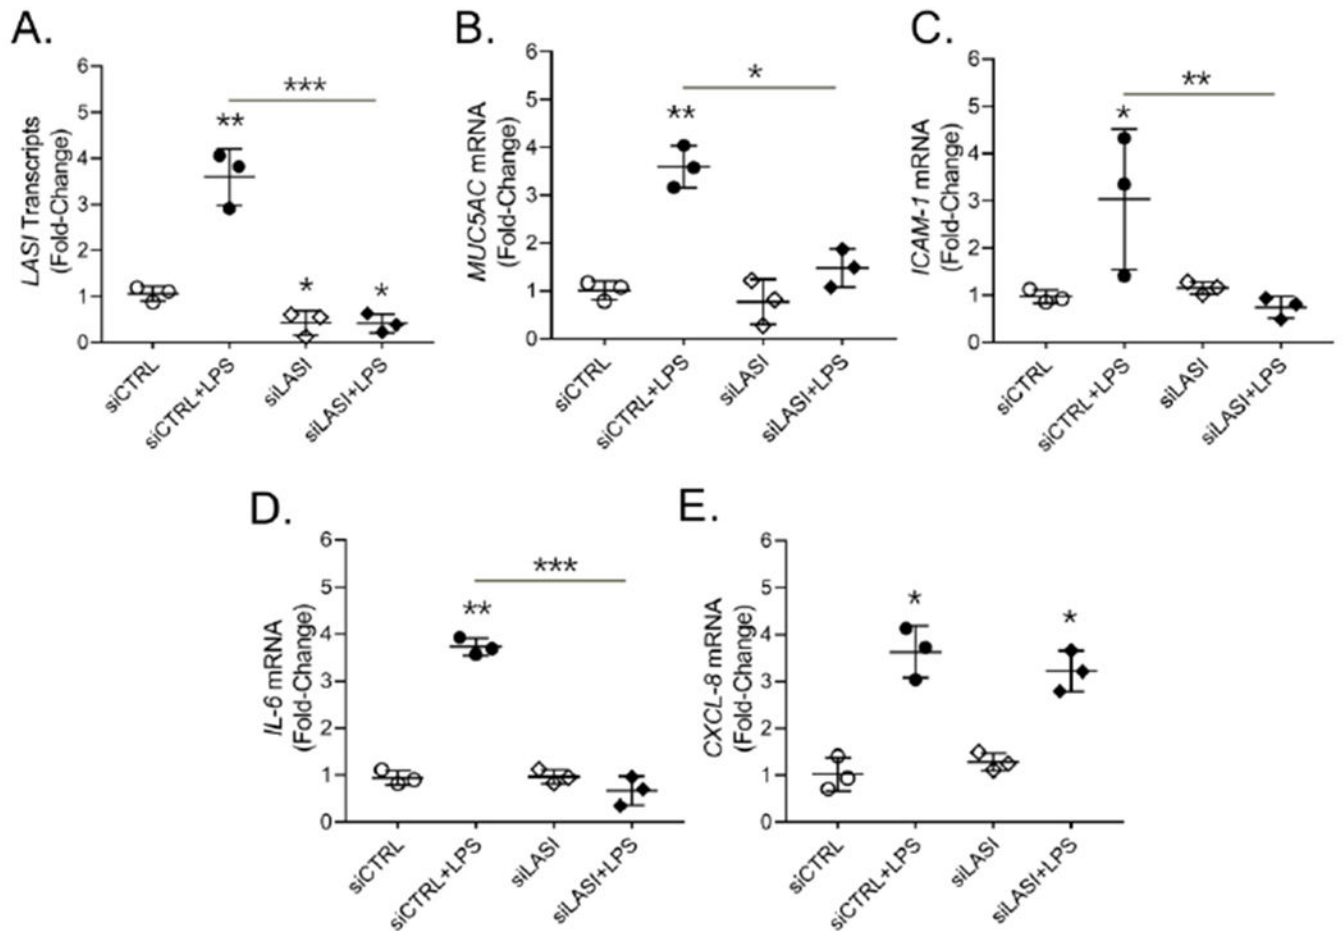 A.
LASI Transcripts
(Fold-Change)
6
5
4
3
2
1
0
***
**
*
*
siCTRL
siCTRL+LPS
siLASI
siLASI+LPS
B.
MUC5AC mRNA
(Fold-Change)
6
5
4
3
2
1
0
*
**
siCTRL
siCTRL+LPS
siLASI
siLASI+LPS
C.
ICAM-1 mRNA
(Fold-Change)
6
5
4
3
2
1
0
**
*
siCTRL
siCTRL+LPS
siLASI
siLASI+LPS
D.
IL-6 mRNA
(Fold-Change)
6
5
4
3
2
1
0
***
**
siCTRL
siCTRL+LPS
siLASI
siLASI+LPS
E.
CXCL-8 mRNA
(Fold-Change)
6
5
4
3
2
1
0
*
*
siCTRL
siCTRL+LPS
siLASI
siLASI+LPS